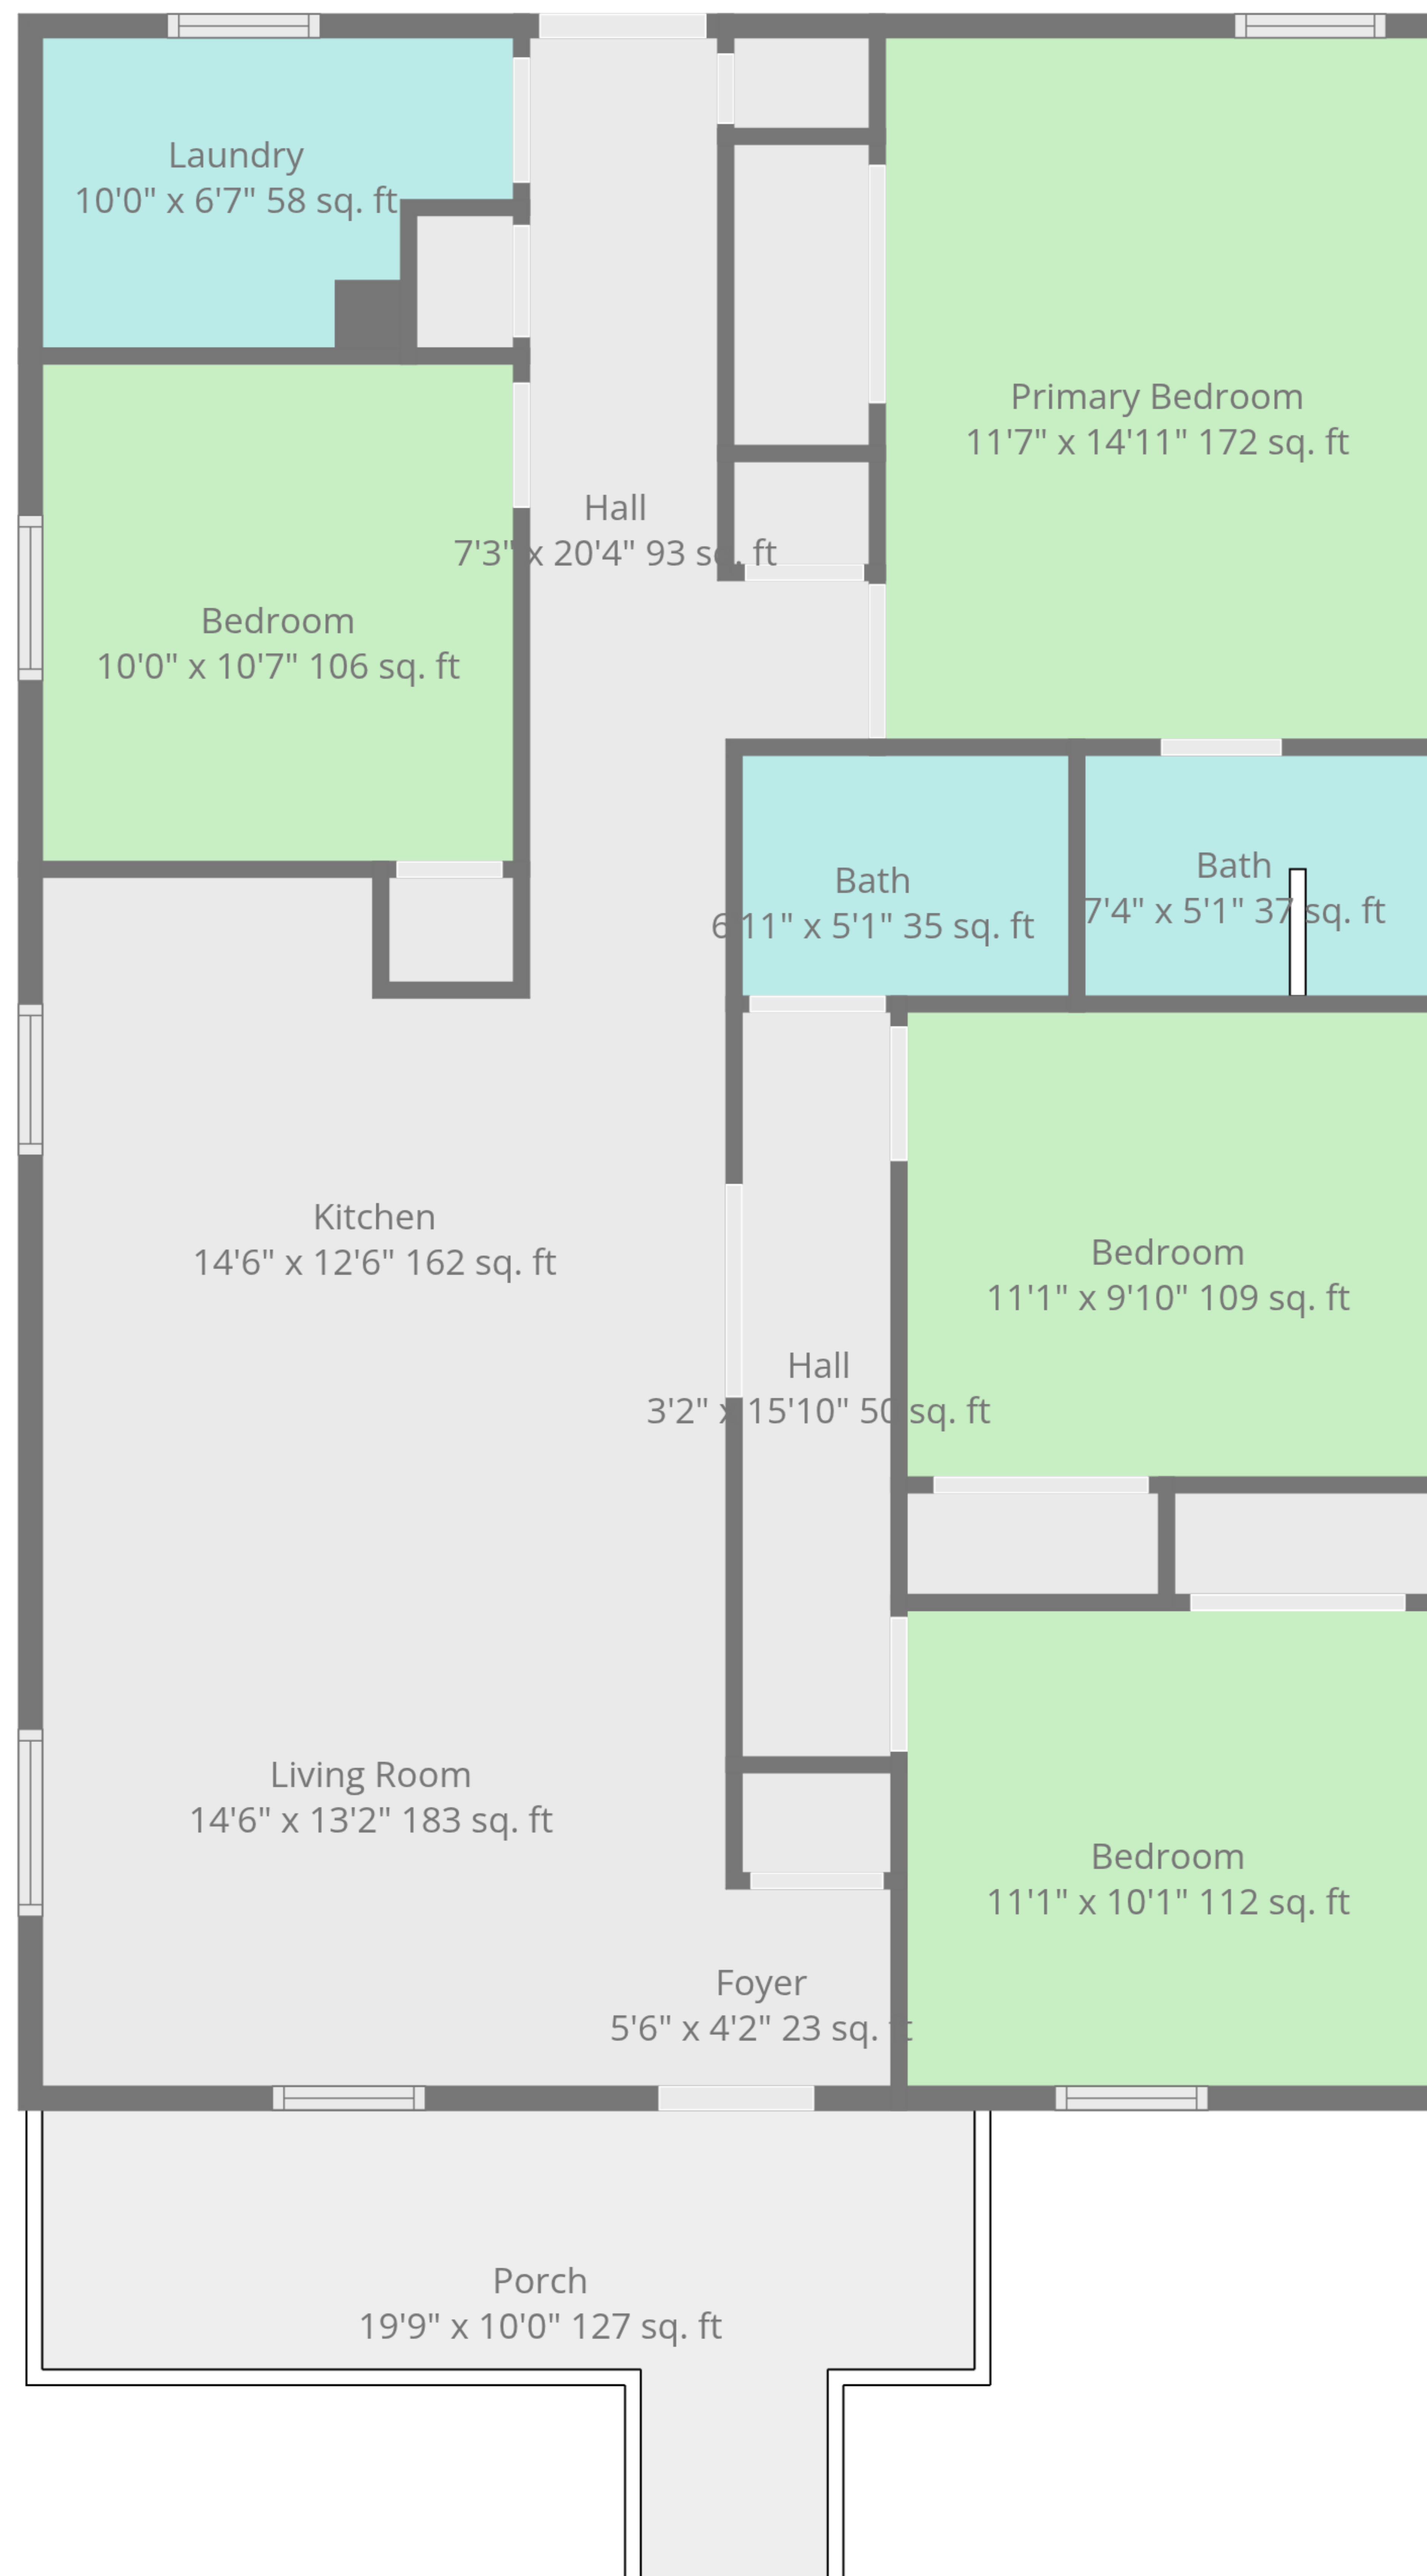 Laundry
10'0" x 6'7" 58 sq. ft
Primary Bedroom
11'7" x 14'11" 172 sq. ft
Hall
7'3" x 20'4" 93 sq. ft
Bedroom
10'0" x 10'7" 106 sq. ft
Bath
6'11" x 5'1" 35 sq. ft
Bath
7'4" x 5'1" 37 sq. ft
Kitchen
14'6" x 12'6" 162 sq. ft
Bedroom
11'1" x 9'10" 109 sq. ft
Hall
3'2" x 15'10" 50 sq. ft
Living Room
14'6" x 13'2" 183 sq. ft
Bedroom
11'1" x 10'1" 112 sq. ft
Foyer
5'6" x 4'2" 23 sq. ft
Porch
19'9" x 10'0" 127 sq. ft